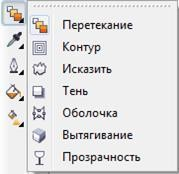 Перетекание
Контур
Исказить
Тень
Оболочка
Вытягивание
Прозрачность